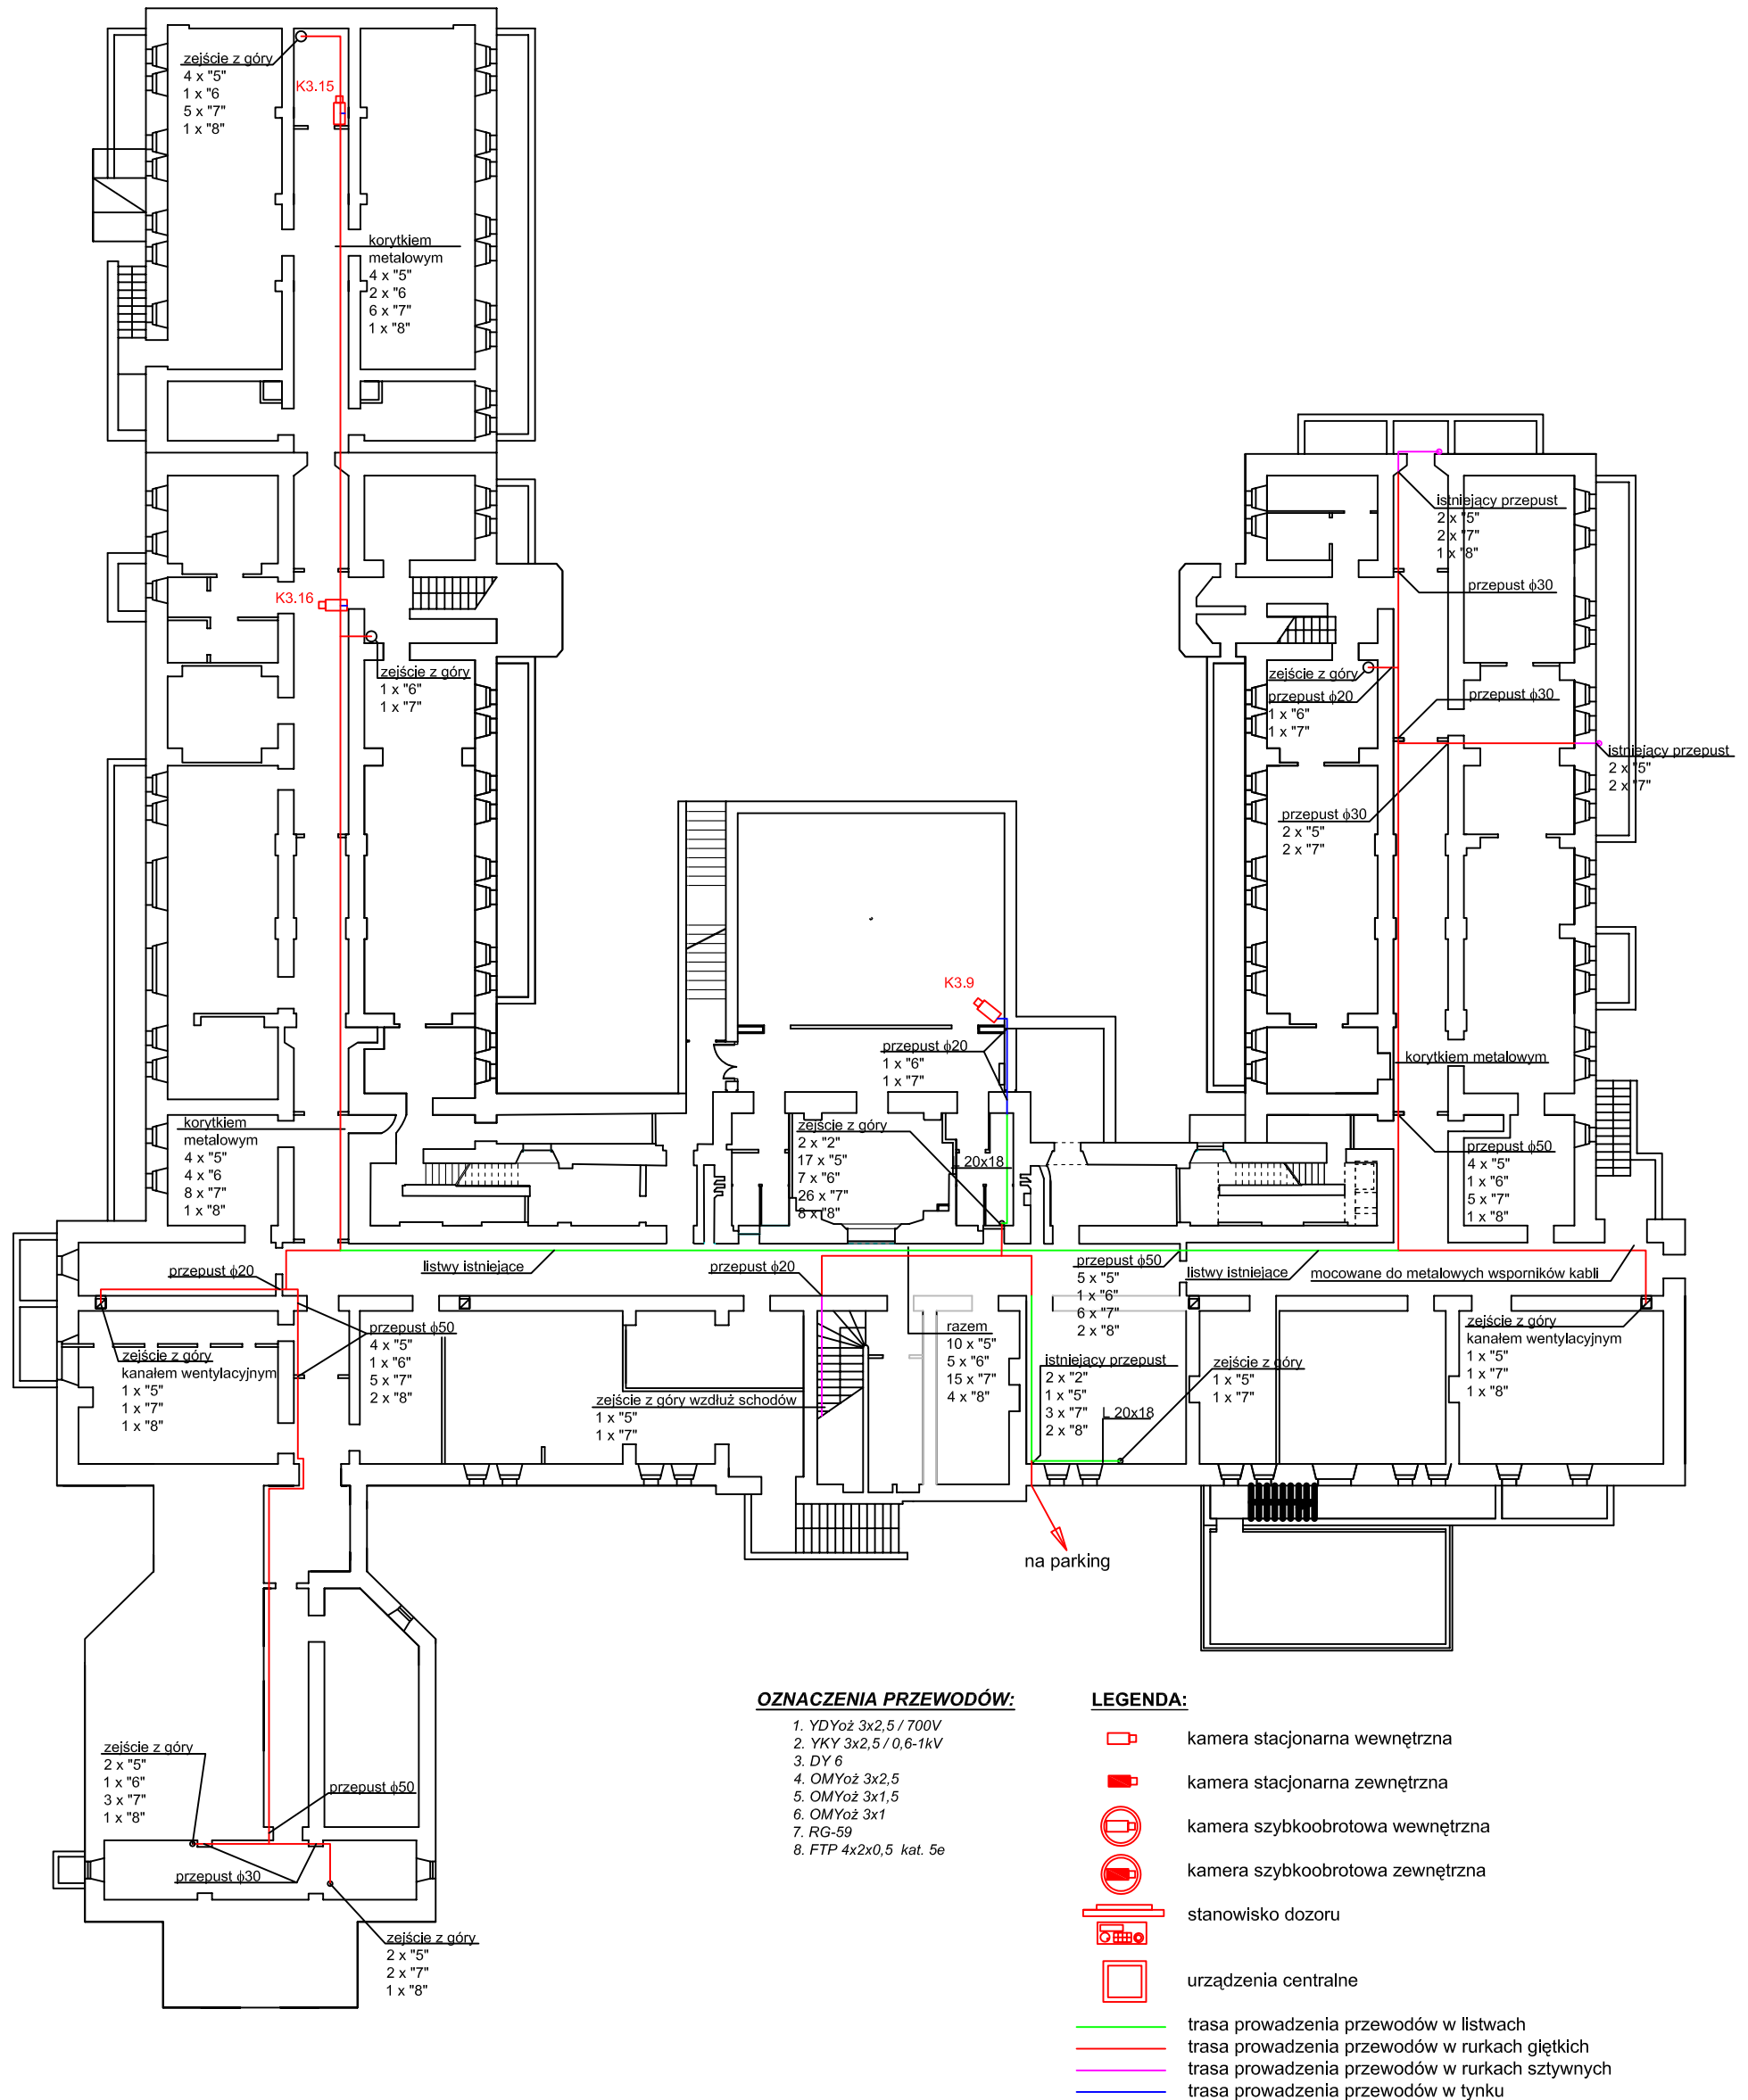 zejście z góry
4 x "5"
1 x "6
5 x "7"
1 x "8"
K3.15
korytkiem
metalowym
4 x "5"
2 x "6
6 x "7"
1 x "8"
K3.16
zejście z góry
1 x "6"
1 x "7"
istniejący przepust
2 x "5"
2 x "7"
1 x "8"
przepust ϕ30
zejście z góry
przepust ϕ20
1 x "6"
1 x "7"
przepust ϕ30
istniejący przepust
2 x "5"
2 x "7"
przepust ϕ30
2 x "5"
2 x "7"
K3.9
przepust ϕ20
1 x "6"
1 x "7"
korytkiem metalowym
korytkiem
metalowym
4 x "5"
4 x "6
8 x "7"
1 x "8"
zejście z góry
2 x "2"
17 x "5"
7 x "6"
26 x "7"
8 x "8"
L 20x18
przepust ϕ50
4 x "5"
1 x "6"
5 x "7"
1 x "8"
przepust ϕ20
listwy istniejące
przepust ϕ20
przepust ϕ50
5 x "5"
1 x "6"
6 x "7"
2 x "8"
listwy istniejące
mocowane do metalowych wsporników kabli
przepust ϕ50
4 x "5"
1 x "6"
5 x "7"
2 x "8"
zejście z góry
kanałem wentylacyjnym
1 x "5"
1 x "7"
1 x "8"
zejście z góry wzdłuż schodów
1 x "5"
1 x "7"
razem
10 x "5"
5 x "6"
15 x "7"
4 x "8"
istniejący przepust
2 x "2"
1 x "5"
3 x "7"
2 x "8"
L 20x18
zejście z góry
1 x "5"
1 x "7"
zejście z góry
kanałem wentylacyjnym
1 x "5"
1 x "7"
1 x "8"
na parking
zejście z góry
2 x "5"
1 x "6"
3 x "7"
1 x "8"
przepust ϕ50
przepust ϕ30
zejście z góry
2 x "5"
2 x "7"
1 x "8"
OZNACZENIA PRZEWODÓW:
1. YDYoż 3x2,5 / 700V
2. YKY 3x2,5 / 0,6-1kV
3. DY 6
4. OMYoż 3x2,5
5. OMYoż 3x1,5
6. OMYoż 3x1
7. RG-59
8. FTP 4x2x0,5 kat. 5e
LEGENDA:
kamera stacjonarna wewnętrzna
kamera stacjonarna zewnętrzna
kamera szybkoobrotowa wewnętrzna
kamera szybkoobrotowa zewnętrzna
stanowisko dozoru
urządzenia centralne
trasa prowadzenia przewodów w listwach
trasa prowadzenia przewodów w rurkach giętkich
trasa prowadzenia przewodów w rurkach sztywnych
trasa prowadzenia przewodów w tynku